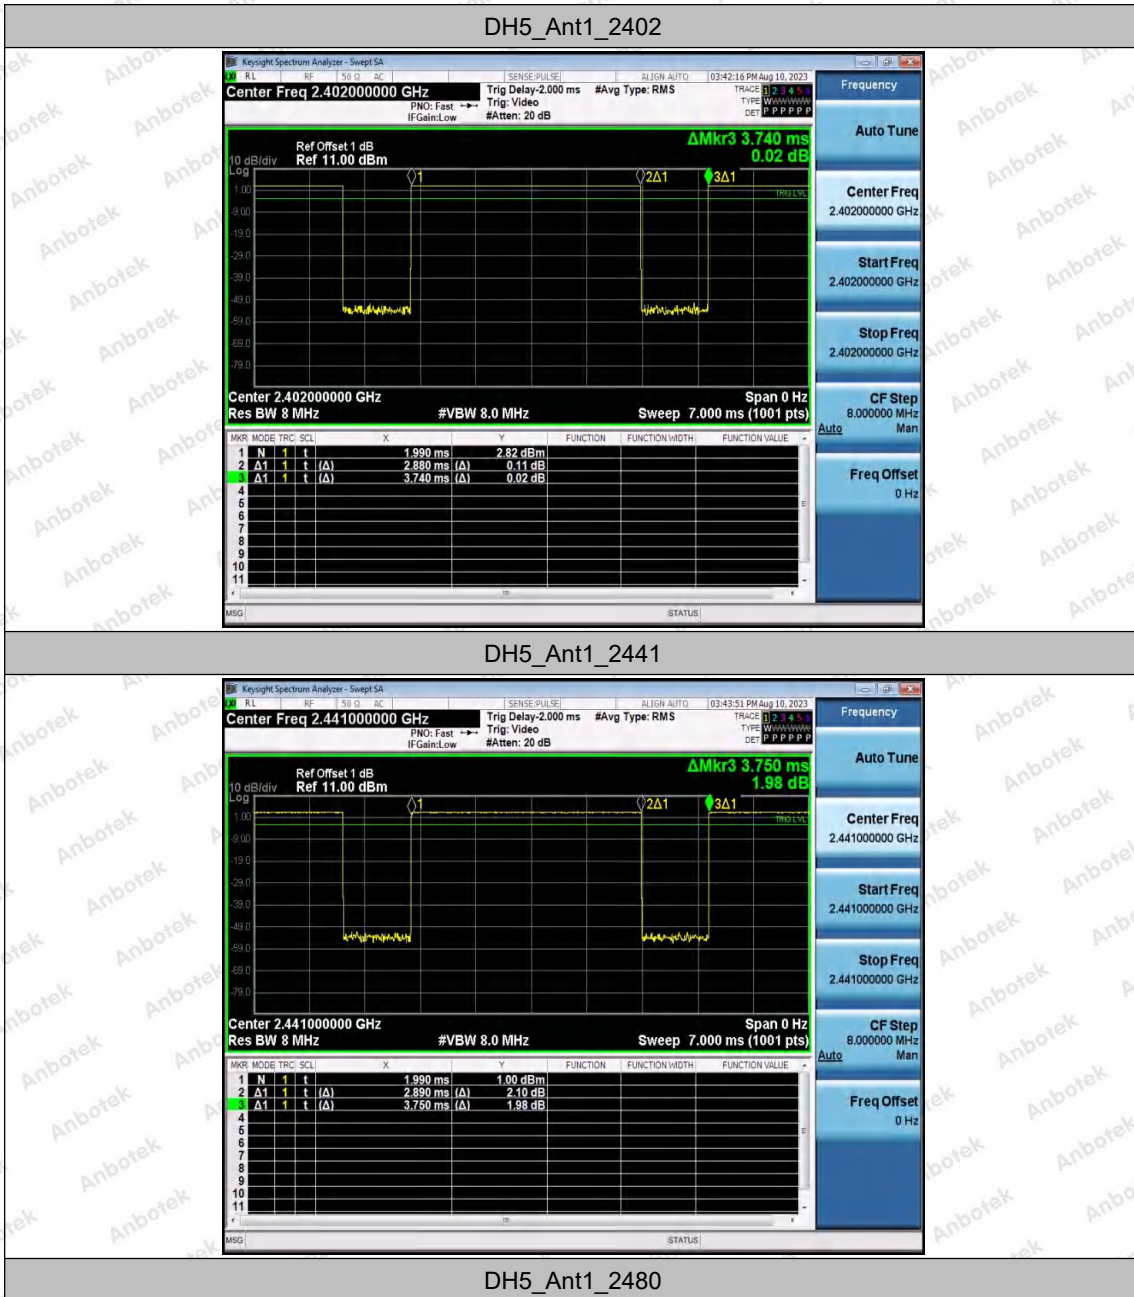 DH5_Ant1_2402
Keysight Spectrum Analyzer - Swept SA
RL RF 50 Ω AC SENSE:PULSE ALIGN AUTO 03:42:16 PM Aug 10, 2023
Center Freq 2.402000000 GHz
PNO: Fast
IFGain:Low
Trig Delay-2.000 ms
Trig: Video
#Atten: 20 dB
#Avg Type: RMS
TRACE 1 2 3 4 5 6
TYPE WWWWWW
DET P P P P P P
ΔMkr3 3.740 ms
0.02 dB
Ref Offset 1 dB
10 dB/div Ref 11.00 dBm
Log
1 2Δ1 3Δ1
TRIG LVL
1.00
-9.00
-19.0
-29.0
-39.0
-49.0
-59.0
-69.0
-79.0
Center 2.402000000 GHz Span 0 Hz
Res BW 8 MHz #VBW 8.0 MHz Sweep 7.000 ms (1001 pts)
MKR MODE TRC SCL X Y FUNCTION FUNCTION WIDTH FUNCTION VALUE
1 N 1 t 1.990 ms 2.82 dBm
2 Δ1 1 t (Δ) 2.880 ms (Δ) 0.11 dB
3 Δ1 1 t (Δ) 3.740 ms (Δ) 0.02 dB
4
5
6
7
8
9
10
11
MSG STATUS
Frequency
Auto Tune
Center Freq
2.402000000 GHz
Start Freq
2.402000000 GHz
Stop Freq
2.402000000 GHz
CF Step
8.000000 MHz
Auto Man
Freq Offset
0 Hz
DH5_Ant1_2441
Keysight Spectrum Analyzer - Swept SA
RL RF 50 Ω AC SENSE:PULSE ALIGN AUTO 03:43:51 PM Aug 10, 2023
Center Freq 2.441000000 GHz
PNO: Fast
IFGain:Low
Trig Delay-2.000 ms
Trig: Video
#Atten: 20 dB
#Avg Type: RMS
TRACE 1 2 3 4 5 6
TYPE WWWWWW
DET P P P P P P
ΔMkr3 3.750 ms
1.98 dB
Ref Offset 1 dB
10 dB/div Ref 11.00 dBm
Log
1 2Δ1 3Δ1
TRIG LVL
1.00
-9.00
-19.0
-29.0
-39.0
-49.0
-59.0
-69.0
-79.0
Center 2.441000000 GHz Span 0 Hz
Res BW 8 MHz #VBW 8.0 MHz Sweep 7.000 ms (1001 pts)
MKR MODE TRC SCL X Y FUNCTION FUNCTION WIDTH FUNCTION VALUE
1 N 1 t 1.990 ms 1.00 dBm
2 Δ1 1 t (Δ) 2.890 ms (Δ) 2.10 dB
3 Δ1 1 t (Δ) 3.750 ms (Δ) 1.98 dB
4
5
6
7
8
9
10
11
MSG STATUS
Frequency
Auto Tune
Center Freq
2.441000000 GHz
Start Freq
2.441000000 GHz
Stop Freq
2.441000000 GHz
CF Step
8.000000 MHz
Auto Man
Freq Offset
0 Hz
DH5_Ant1_2480